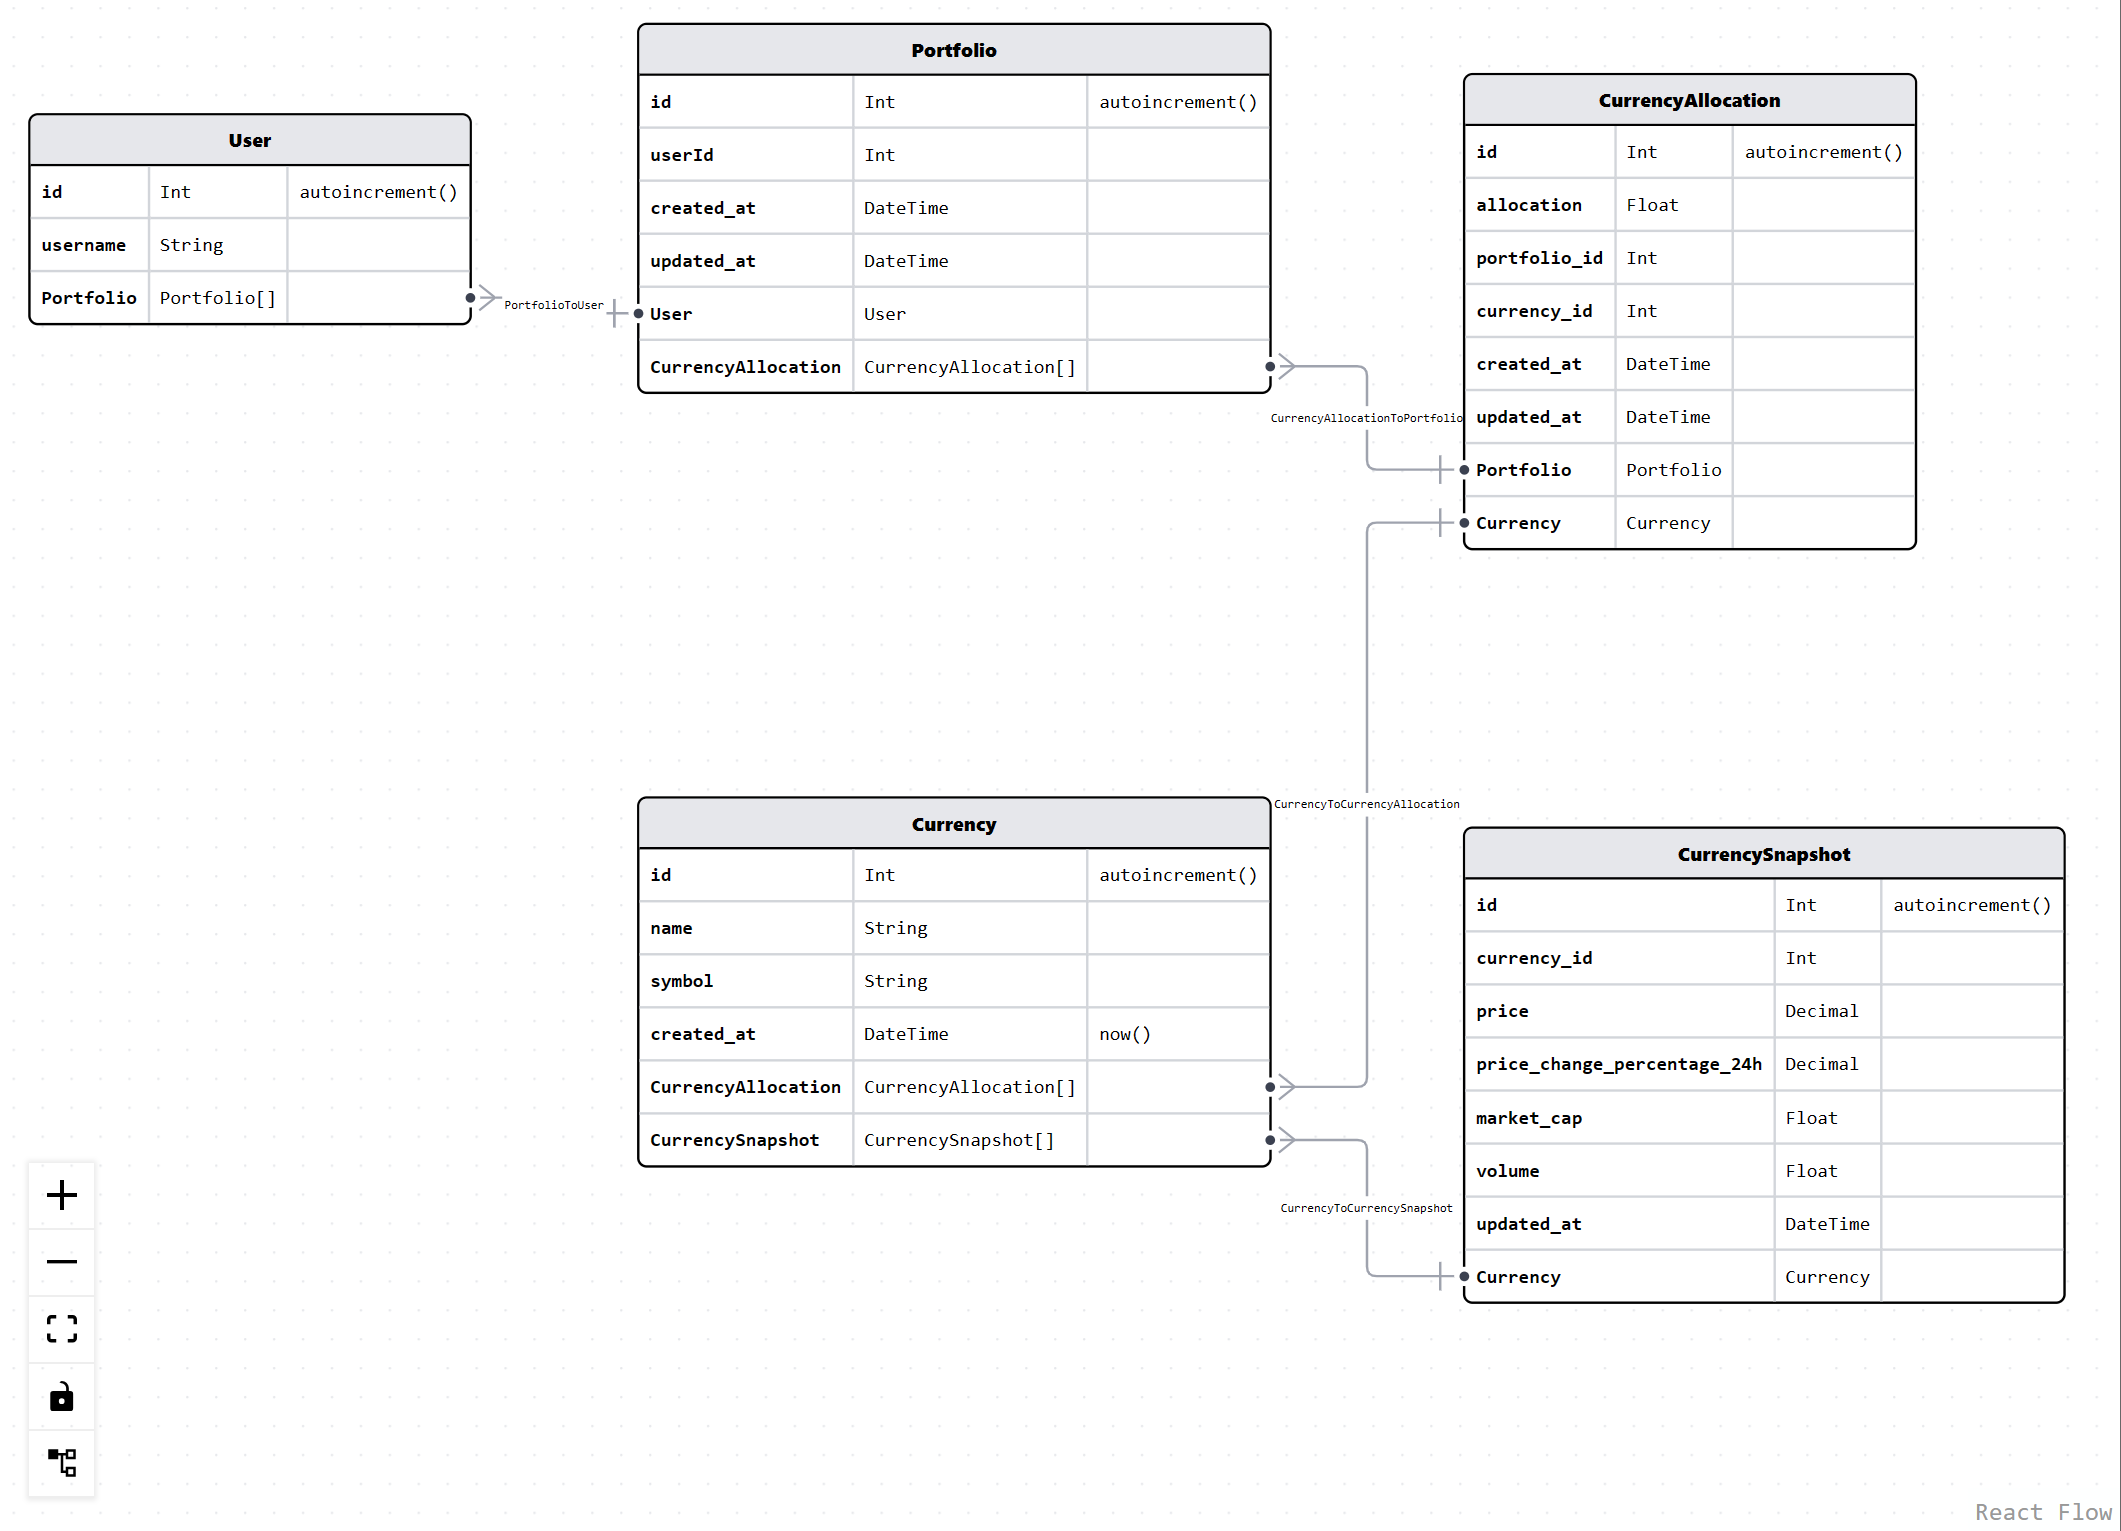 User
id Int autoincrement()
username String
Portfolio Portfolio[]
PortfolioToUser
Portfolio
id Int autoincrement()
userId Int
created_at DateTime
updated_at DateTime
User User
CurrencyAllocation CurrencyAllocation[]
CurrencyAllocationToPortfolio
CurrencyAllocation
id Int autoincrement()
allocation Float
portfolio_id Int
currency_id Int
created_at DateTime
updated_at DateTime
Portfolio Portfolio
Currency Currency
CurrencyToCurrencyAllocation
Currency
id Int autoincrement()
name String
symbol String
created_at DateTime now()
CurrencyAllocation CurrencyAllocation[]
CurrencySnapshot CurrencySnapshot[]
CurrencyToCurrencySnapshot
CurrencySnapshot
id Int autoincrement()
currency_id Int
price Decimal
price_change_percentage_24h Decimal
market_cap Float
volume Float
updated_at DateTime
Currency Currency
React Flow